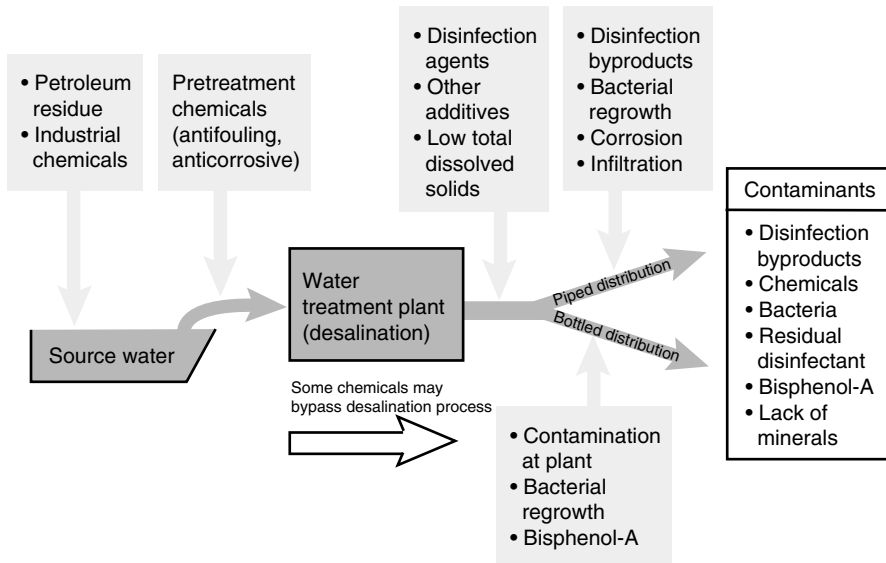 • Petroleum
residue
• Industrial
chemicals
Pretreatment
chemicals
(antifouling,
anticorrosive)
• Disinfection
agents
• Other
additives
• Low total
dissolved
solids
• Disinfection
byproducts
• Bacterial
regrowth
• Corrosion
• Infiltration
Source water
Water
treatment plant
(desalination)
Piped distribution
Bottled distribution
Some chemicals may
bypass desalination process
• Contamination
at plant
• Bacterial
regrowth
• Bisphenol-A
Contaminants
• Disinfection
byproducts
• Chemicals
• Bacteria
• Residual
disinfectant
• Bisphenol-A
• Lack of
minerals